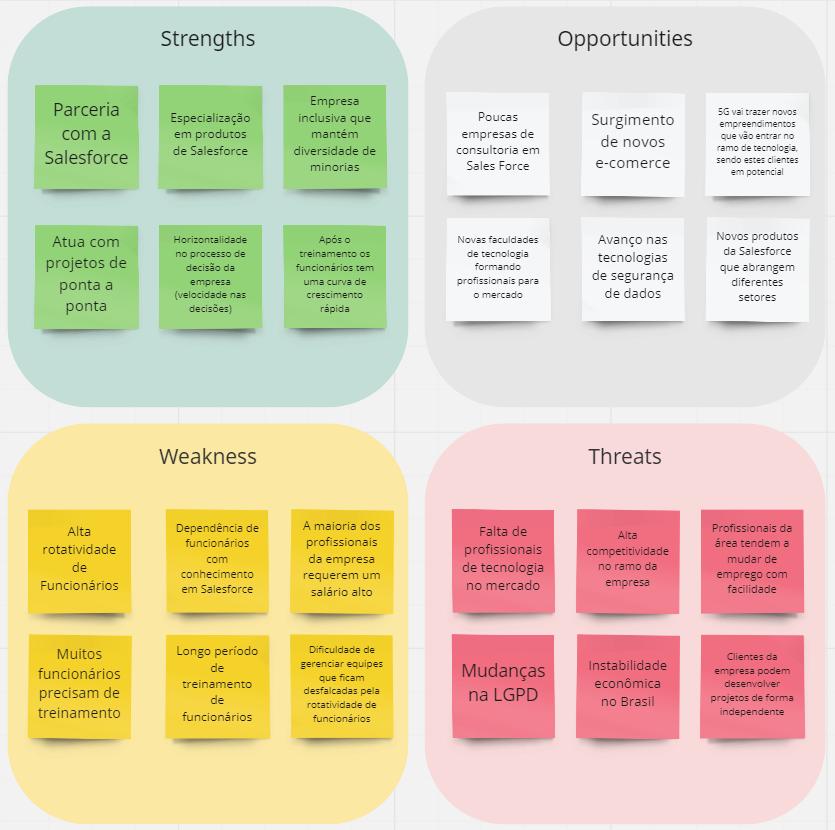 Strengths
Parceria
com a
Salesforce
Especialização
em produtos
de Salesforce
Empresa
inclusiva que
mantém
diversidade de
minorias
Atua com
projetos de
ponta a
ponta
Horizontalidade
no processo de
decisão da
empresa
(velocidade nas
decisões)
Após o
treinamento os
funcionários tem
uma curva de
crescimento
rápida
Opportunities
Poucas
empresas de
consultoria em
Sales Force
Surgimento
de novos
e-comerce
5G vai trazer novos
empreendimentos
que vão entrar no
ramo de tecnologia,
sendo estes clientes
em potencial
Novas faculdades
de tecnologia
formando
profissionais para
o mercado
Avanço nas
tecnologias
de segurança
de dados
Novos produtos
da Salesforce
que abrangem
diferentes
setores
Weakness
Alta
rotatividade
de
Funcionários
Dependência de
funcionários
com
conhecimento
em Salesforce
A maioria dos
profissionais
da empresa
requerem um
salário alto
Muitos
funcionários
precisam de
treinamento
Longo período
de
treinamento
de
funcionários
Dificuldade de
gerenciar equipes
que ficam
desfalcadas pela
rotatividade de
funcionários
Threats
Falta de
profissionais
de tecnologia
no mercado
Alta
competitividade
no ramo da
empresa
Profissionais da
área tendem a
mudar de
emprego com
facilidade
Mudanças
na LGPD
Instabilidade
econômica
no Brasil
Clientes da
empresa podem
desenvolver
projetos de forma
independente